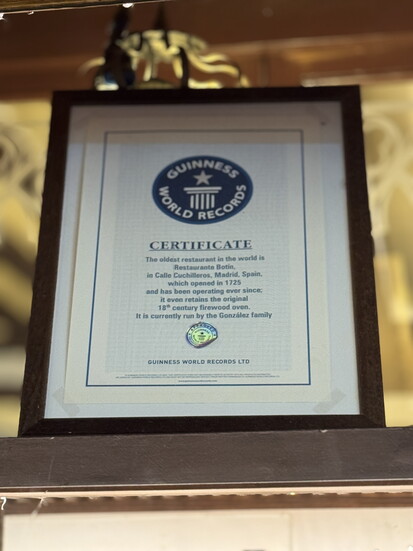 GUINNESS
WORLD RECORDS
CERTIFICATE
The oldest restaurant in the world is
Restaurante Botín,
in Calle Cuchilleros, Madrid, Spain,
which opened in 1725
and has been operating ever since;
it even retains the original
18th century firewood oven.
It is currently run by the González family
GUINNESS WORLD RECORDS LTD